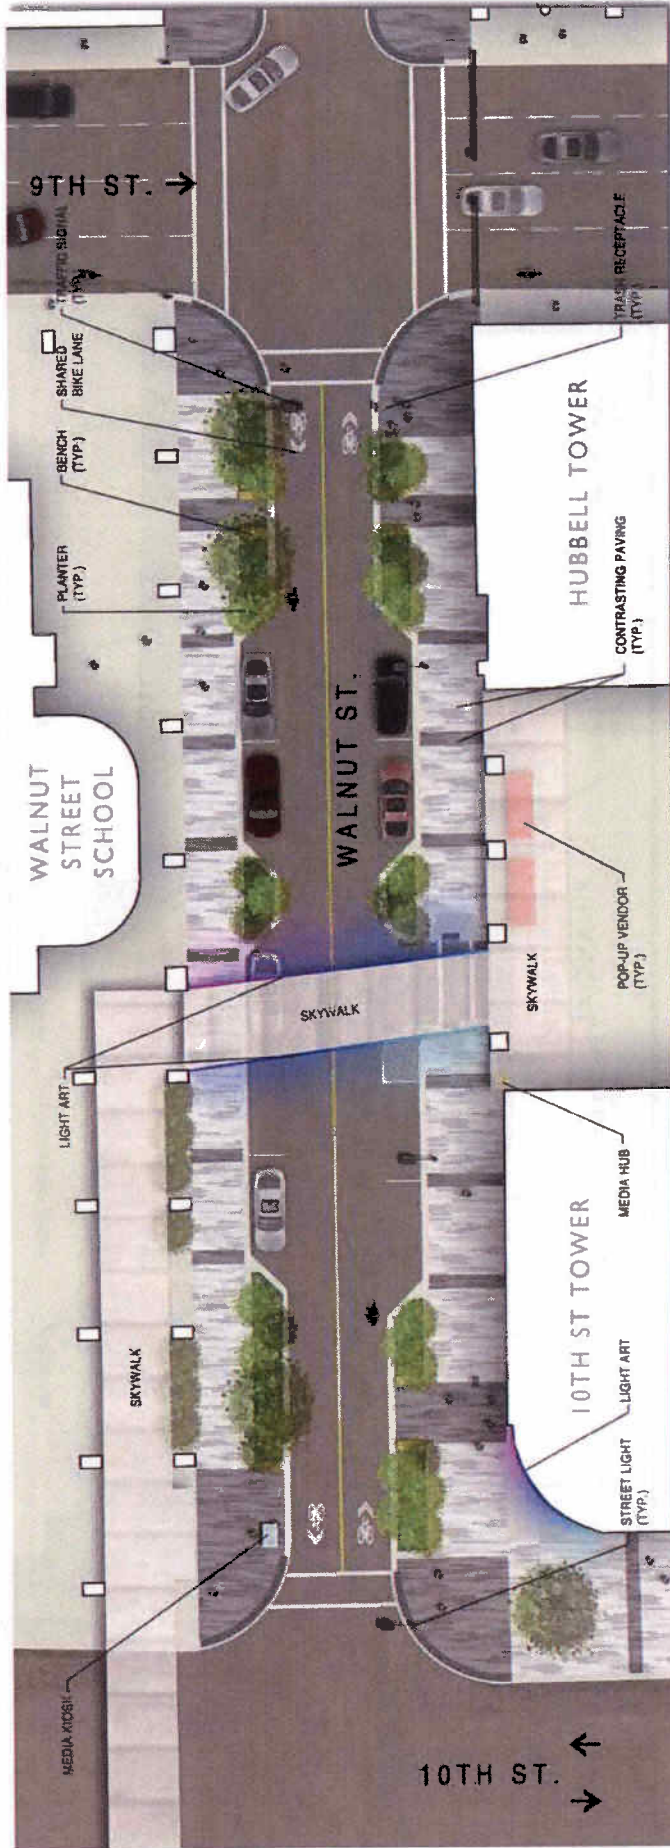 9TH ST.
TRAFFIC SIGNAL
(TYP.)
SHARED
BIKE LANE
BENCH
(TYP.)
PLANTER
(TYP.)
TRASH RECEPTACLE
(TYP.)
HUBBELL TOWER
CONTRASTING PAVING
(TYP.)
WALNUT ST.
WALNUT
STREET
SCHOOL
POP-UP VENDOR
(TYP.)
SKYWALK
SKYWALK
LIGHT ART
MEDIA HUB
10TH ST TOWER
SKYWALK
LIGHT ART
STREET LIGHT
(TYP.)
MEDIA KIOSK
10TH ST.